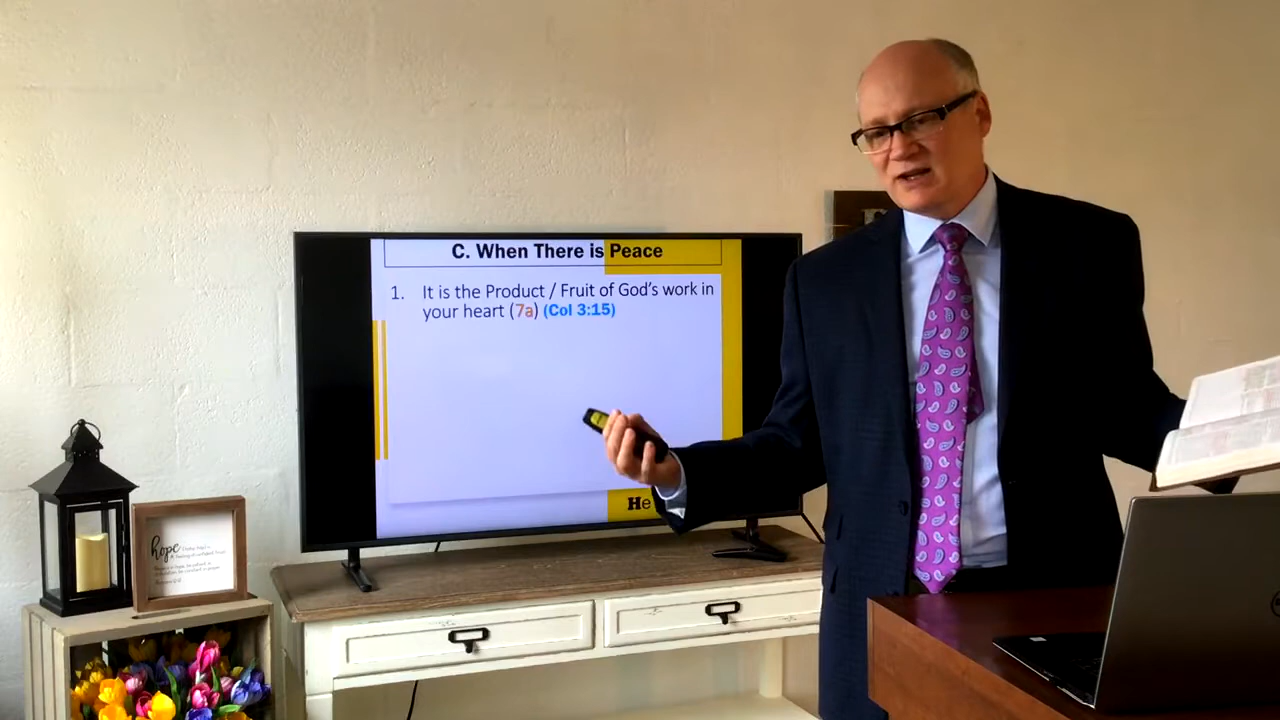 C. When There is Peace
1. It is the Product / Fruit of God's work in
your heart (7a) (Col 3:15)
He
hope